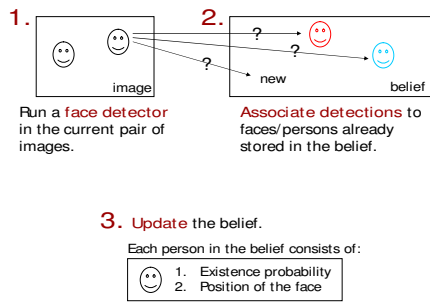 1.
image
Run a face detector
in the current pair of
images.
2.
?
?
?
new
belief
Associate detections to
faces/persons already
stored in the belief.
3. Update the belief.
Each person in the belief consists of:
1. Existence probability
2. Position of the face